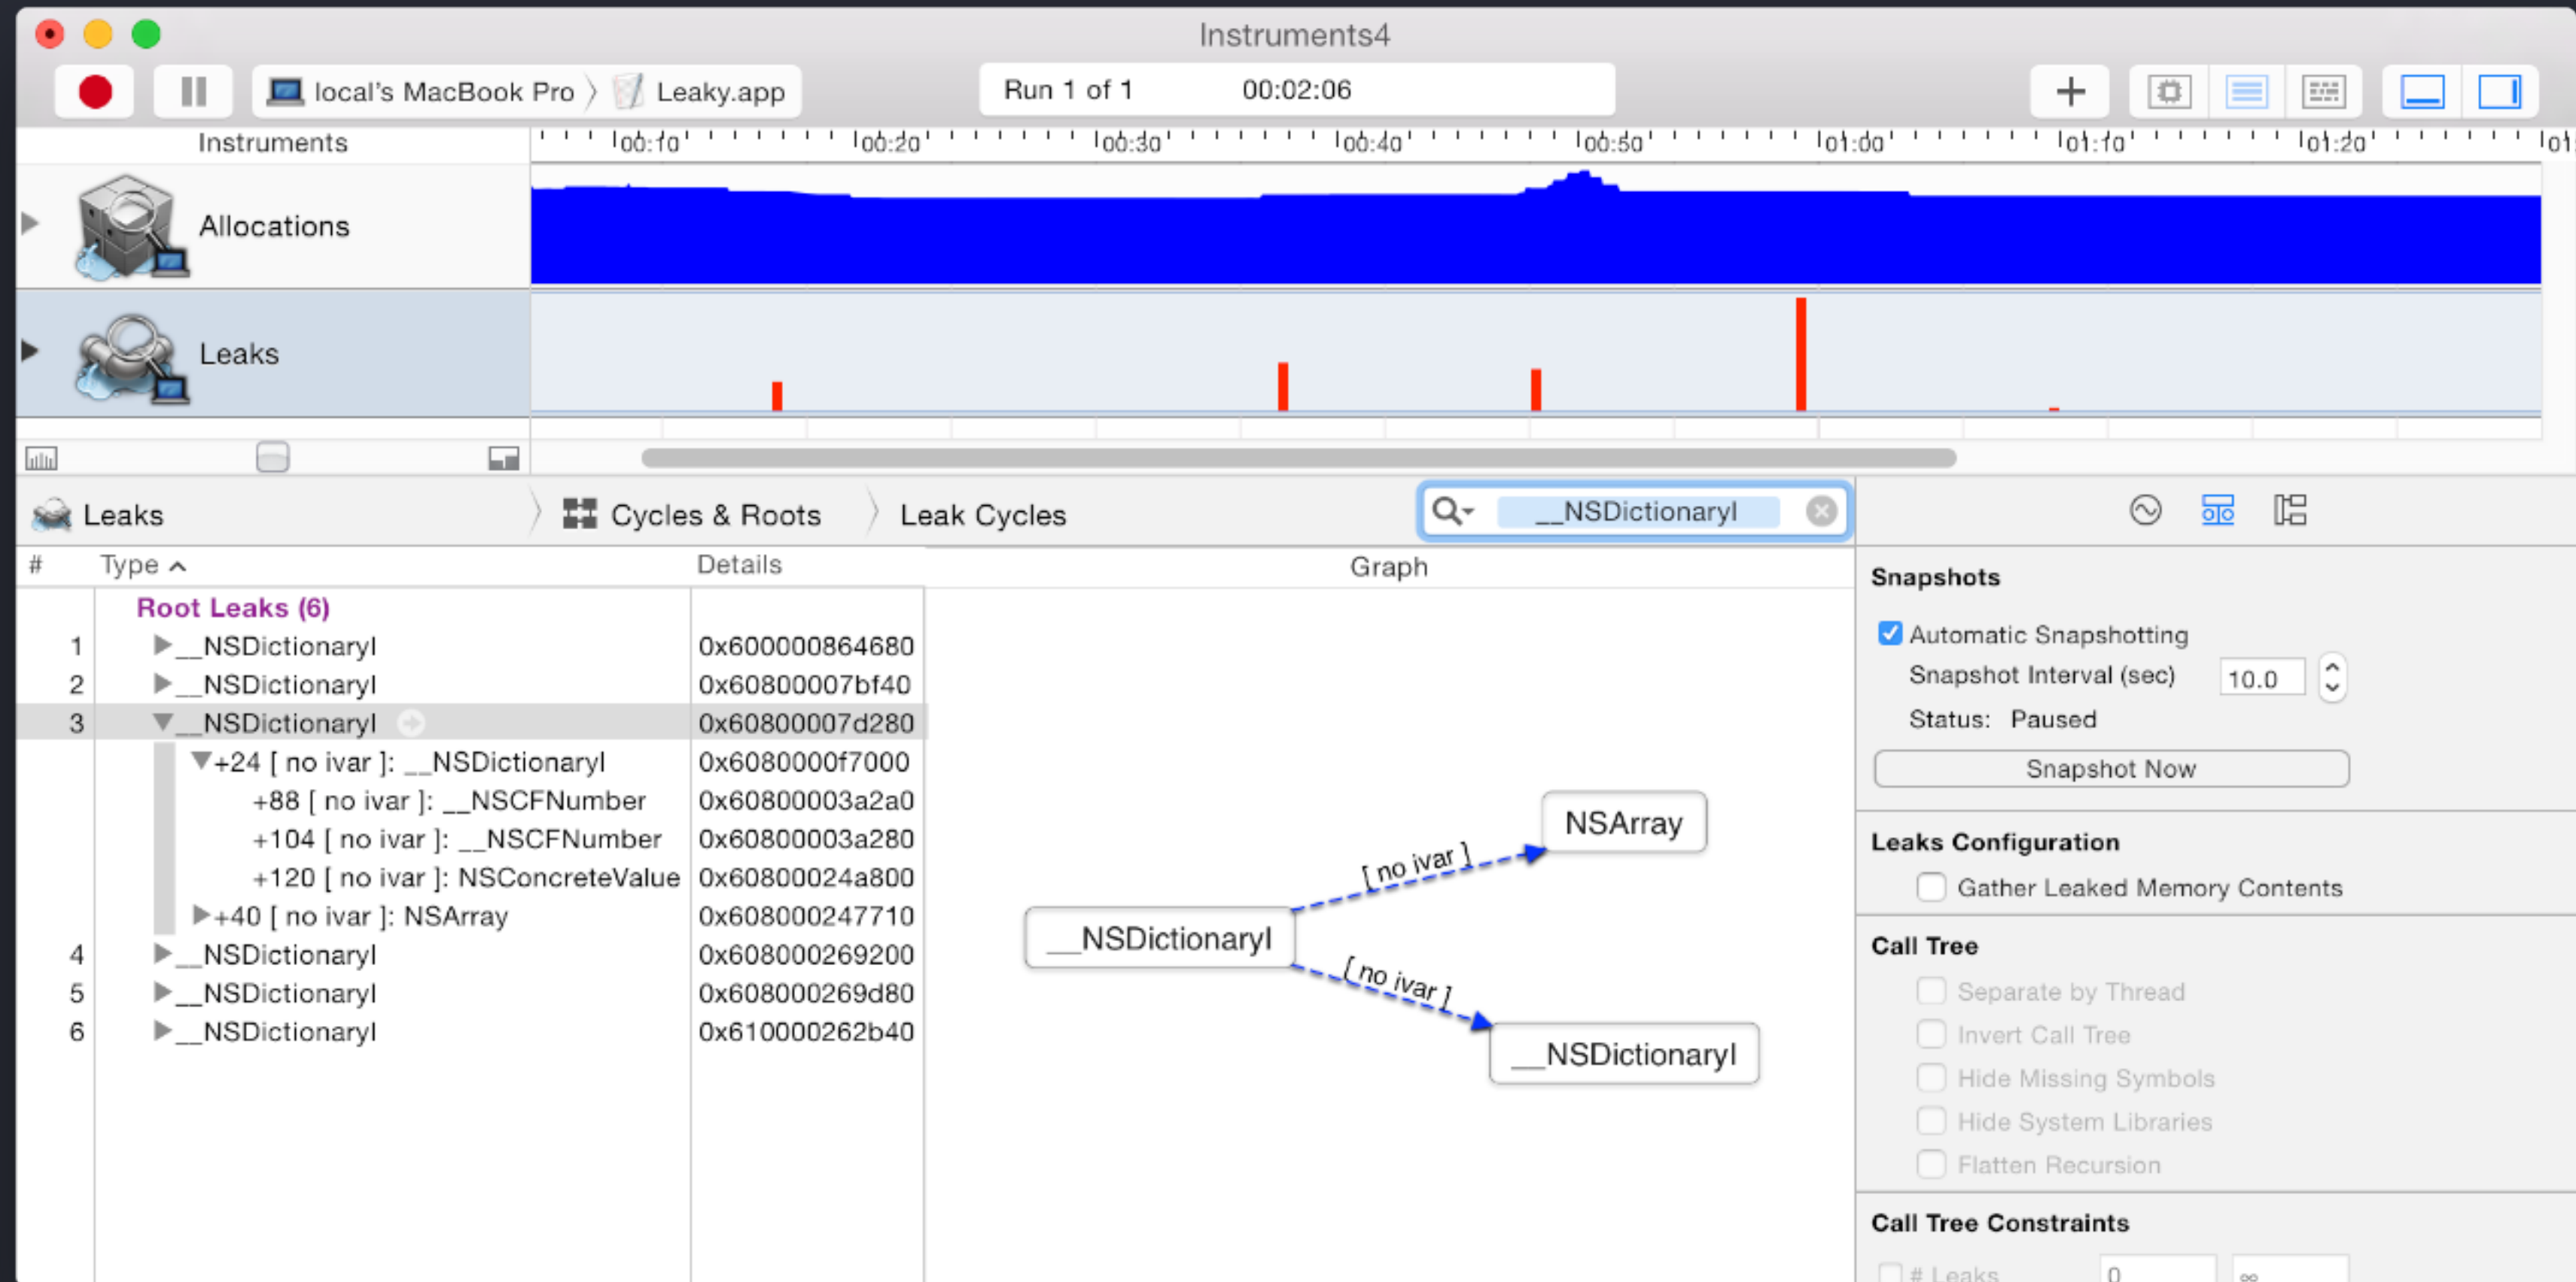 Instruments4
local's MacBook Pro 〉 Leaky.app
Run 1 of 1 00:02:06
+
Instruments
00:10 00:20 00:30 00:40 00:50 01:00 01:10 01:20 01:
Allocations
Leaks
Leaks 〉 Cycles & Roots 〉 Leak Cycles
__NSDictionaryI
# Type Details
Graph
Root Leaks (6)
1 __NSDictionaryI 0x600000864680
2 __NSDictionaryI 0x60800007bf40
3 __NSDictionaryI 0x60800007d280
+24 [ no ivar ]: __NSDictionaryI 0x6080000f7000
+88 [ no ivar ]: __NSCFNumber 0x60800003a2a0
+104 [ no ivar ]: __NSCFNumber 0x60800003a280
+120 [ no ivar ]: NSConcreteValue 0x60800024a800
+40 [ no ivar ]: NSArray 0x608000247710
4 __NSDictionaryI 0x608000269200
5 __NSDictionaryI 0x608000269d80
6 __NSDictionaryI 0x610000262b40
NSArray
[ no ivar ]
__NSDictionaryI
[ no ivar ]
__NSDictionaryI
Snapshots
Automatic Snapshotting
Snapshot Interval (sec) 10.0
Status: Paused
Snapshot Now
Leaks Configuration
Gather Leaked Memory Contents
Call Tree
Separate by Thread
Invert Call Tree
Hide Missing Symbols
Hide System Libraries
Flatten Recursion
Call Tree Constraints
# Leaks 0 ∞